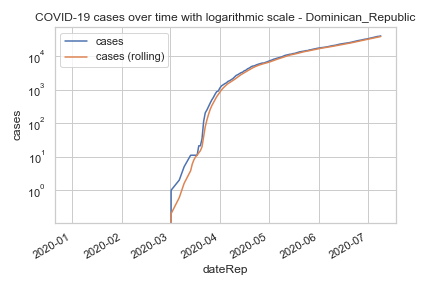 COVID-19 cases over time with logarithmic scale - Dominican_Republic
cases
cases (rolling)
10^4
10^3
10^2
10^1
10^0
cases
2020-01
2020-02
2020-03
2020-04
2020-05
2020-06
2020-07
dateRep